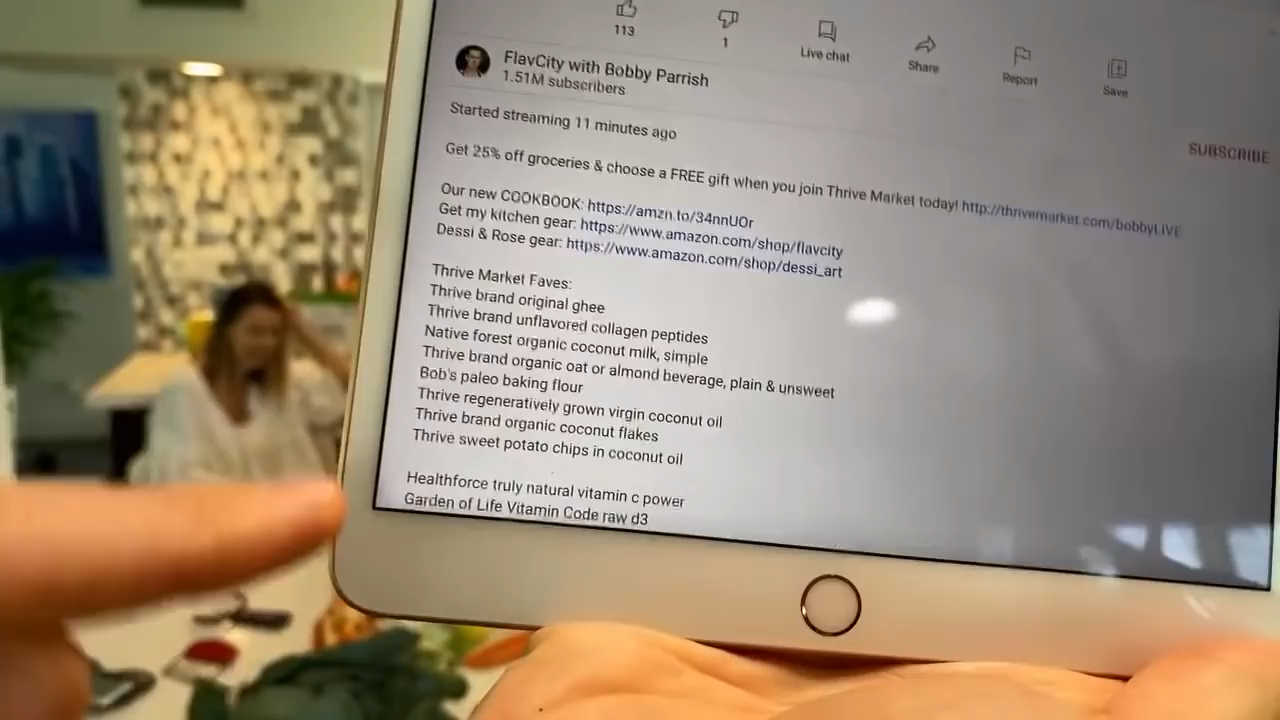 113
1
Live chat
Share
Report
Save
FlavCity with Bobby Parrish
1.51M subscribers
SUBSCRIBE
Started streaming 11 minutes ago
Get 25% off groceries & choose a FREE gift when you join Thrive Market today! http://thrivemarket.com/bobbyLIVE
Our new COOKBOOK: https://amzn.to/34nnUOr
Get my kitchen gear: https://www.amazon.com/shop/flavcity
Dessi & Rose gear: https://www.amazon.com/shop/dessi_art
Thrive Market Faves:
Thrive brand original ghee
Thrive brand unflavored collagen peptides
Native forest organic coconut milk, simple
Thrive brand organic oat or almond beverage, plain & unsweet
Bob's paleo baking flour
Thrive regeneratively grown virgin coconut oil
Thrive brand organic coconut flakes
Thrive sweet potato chips in coconut oil
Healthforce truly natural vitamin c power
Garden of Life Vitamin Code raw d3